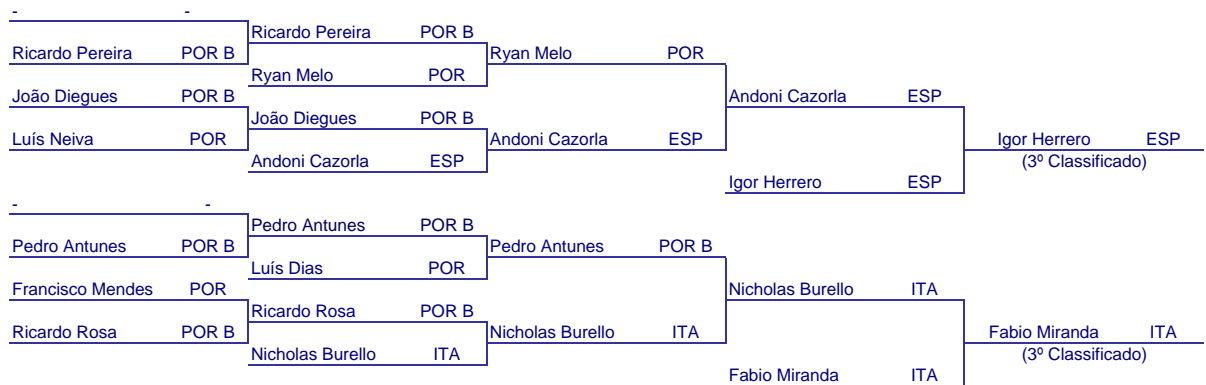 - -
Ricardo Pereira POR B
Ricardo Pereira POR B Ryan Melo POR
Ryan Melo POR
João Diegues POR B Andoni Cazorla ESP
João Diegues POR B
Luís Neiva POR Andoni Cazorla ESP Igor Herrero ESP
Andoni Cazorla ESP (3º Classificado)
Igor Herrero ESP
- -
Pedro Antunes POR B
Pedro Antunes POR B Pedro Antunes POR B
Luís Dias POR
Francisco Mendes POR Nicholas Burello ITA
Ricardo Rosa POR B
Ricardo Rosa POR B Nicholas Burello ITA Fabio Miranda ITA
Nicholas Burello ITA (3º Classificado)
Fabio Miranda ITA